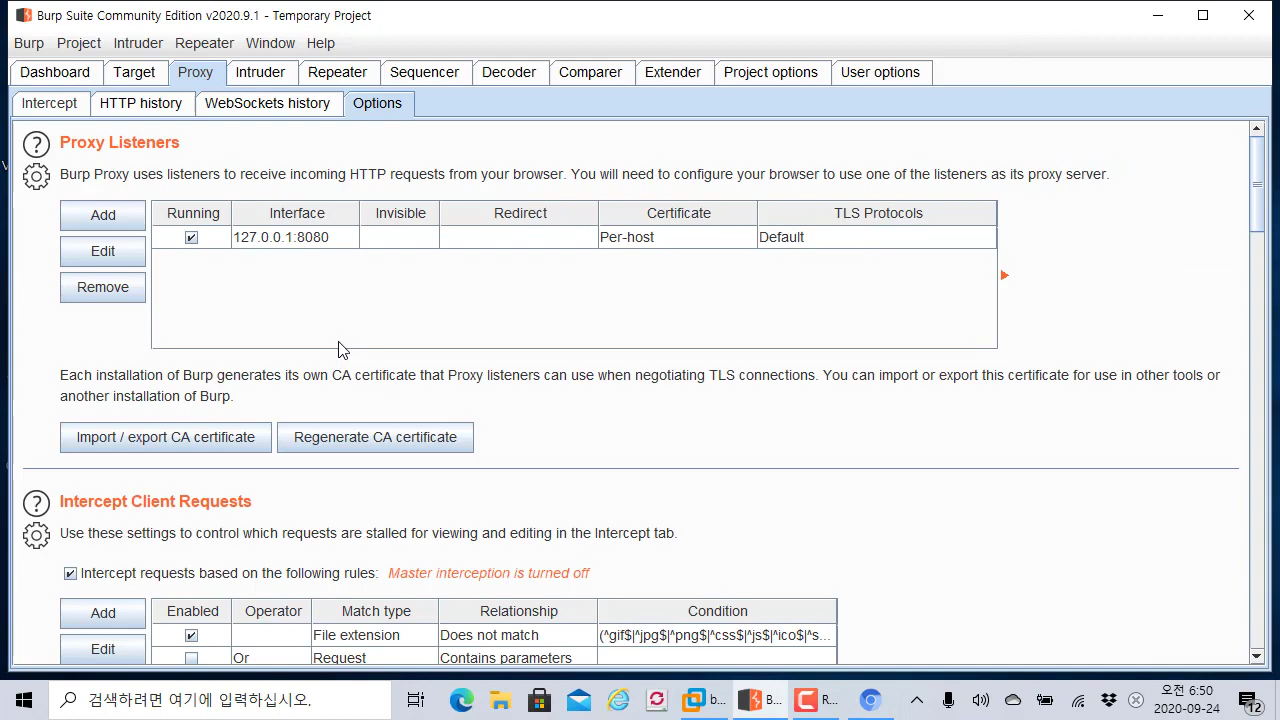 Burp Suite Community Edition v2020.9.1 - Temporary Project
Burp Project Intruder Repeater Window Help
Dashboard Target Proxy Intruder Repeater Sequencer Decoder Comparer Extender Project options User options
Intercept HTTP history WebSockets history Options
? Proxy Listeners
Burp Proxy uses listeners to receive incoming HTTP requests from your browser. You will need to configure your browser to use one of the listeners as its proxy server.
Add Running Interface Invisible Redirect Certificate TLS Protocols
127.0.0.1:8080 Per-host Default
Edit
Remove
Each installation of Burp generates its own CA certificate that Proxy listeners can use when negotiating TLS connections. You can import or export this certificate for use in other tools or
another installation of Burp.
Import / export CA certificate Regenerate CA certificate
? Intercept Client Requests
Use these settings to control which requests are stalled for viewing and editing in the Intercept tab.
Intercept requests based on the following rules: Master interception is turned off
Add Enabled Operator Match type Relationship Condition
File extension Does not match (^gif$|^jpg$|^png$|^css$|^js$|^ico$|^s...
Edit Or Request Contains parameters
검색하려면 여기에 입력하십시오. b... B... R... 오전 6:50
2020-09-24 12